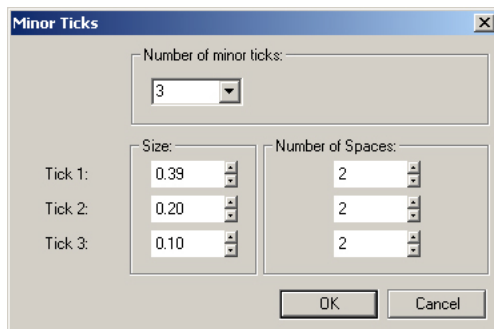 Minor Ticks
Number of minor ticks:
3
Size: Number of Spaces:
Tick 1: 0.39 2
Tick 2: 0.20 2
Tick 3: 0.10 2
OK Cancel